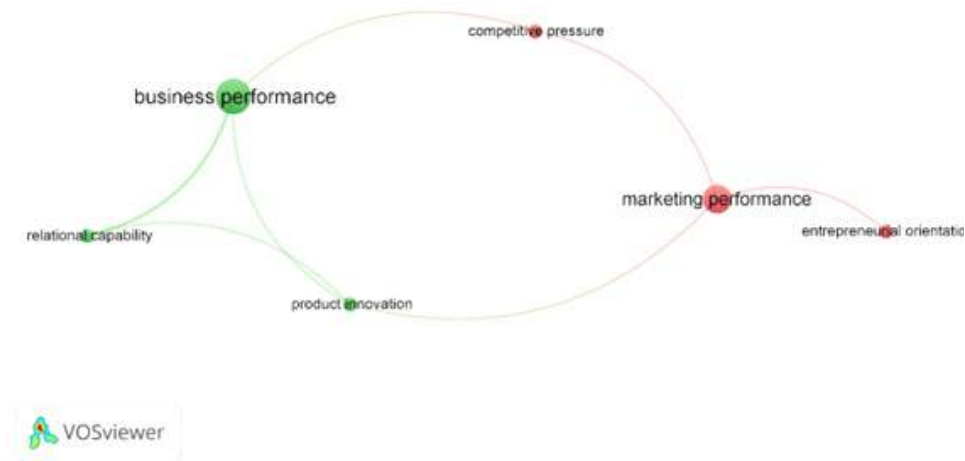 competitive pressure
business performance
marketing performance
entrepreneurial orientatio
relational capability
product innovation
VOSviewer